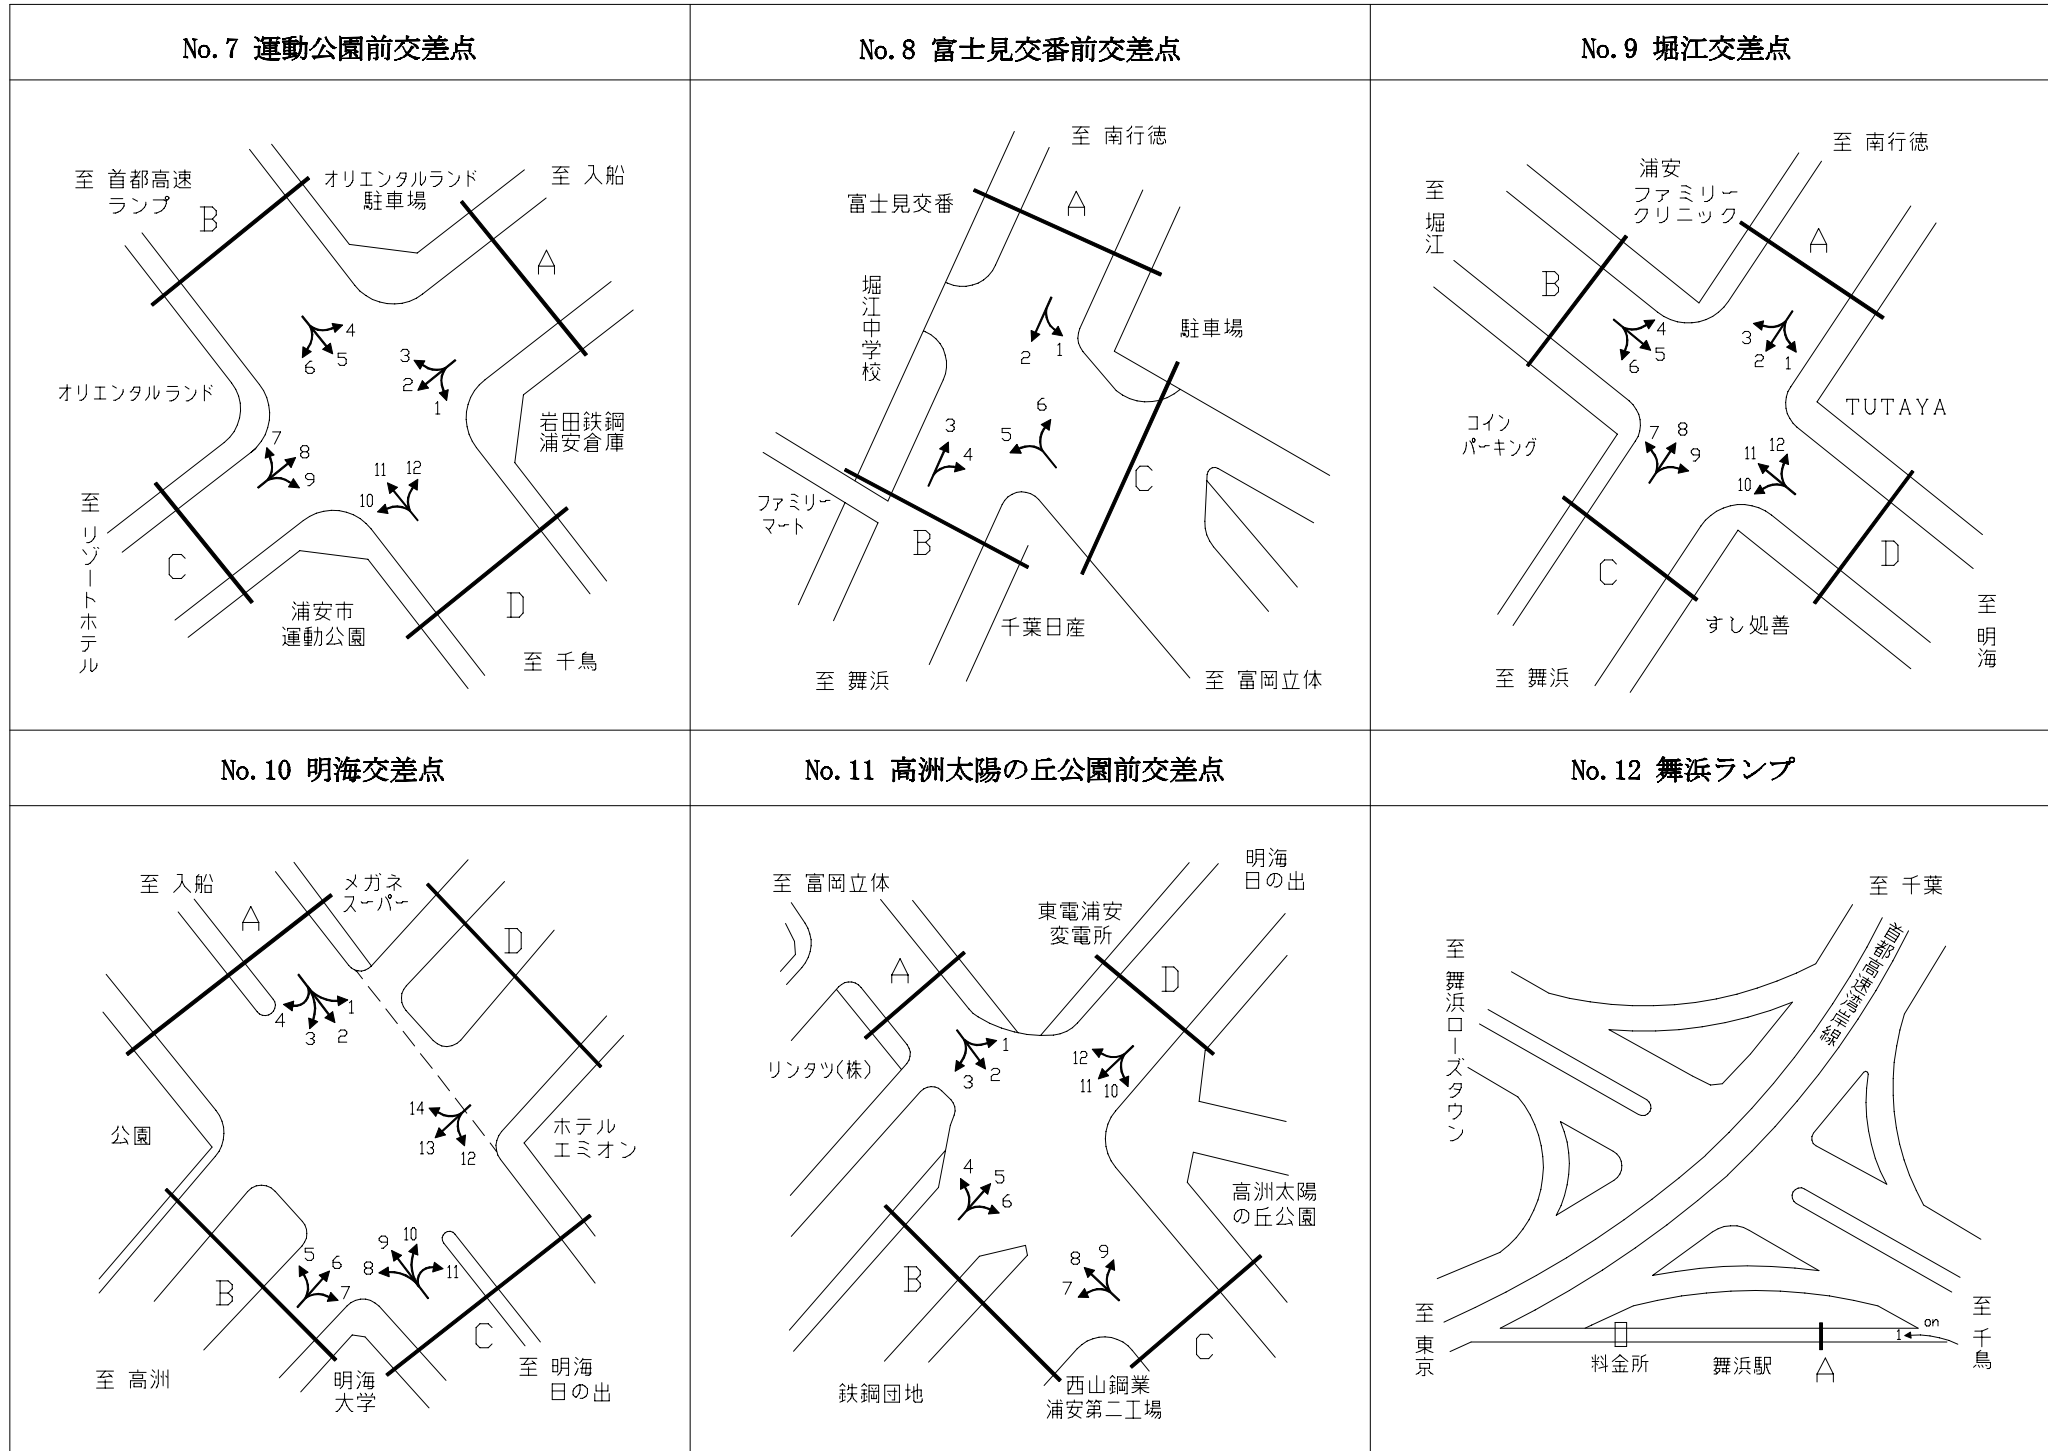 No.7 運動公園前交差点
至 首都高速
ランプ
B
オリエンタルランド
駐車場
至 入船
A
4
5
6
3
2
1
オリエンタルランド
岩田鉄鋼
浦安倉庫
7
8
9
11
12
10
至 リゾートホテル
C
浦安市
運動公園
D
至 千鳥
No.8 富士見交番前交差点
至 南行徳
富士見交番
A
堀江中学校
駐車場
2
1
6
5
3
4
C
ファミリー
マート
B
千葉日産
至 舞浜
至 富岡立体
No.9 堀江交差点
至 南行徳
至 堀江
浦安
ファミリー
クリニック
A
B
4
5
6
3
2
1
TUTAYA
コイン
パーキング
7
8
9
12
11
10
D
C
至 明海
すし処善
至 舞浜
No.10 明海交差点
至 入船
メガネ
スーパー
A
D
1
2
3
4
14
13
12
公園
ホテル
エミオン
5
6
7
9
10
8
11
B
C
至 高洲
明海
大学
至 明海
日の出
No.11 高洲太陽の丘公園前交差点
至 富岡立体
明海
日の出
東電浦安
変電所
A
D
1
2
3
12
11
10
リンタツ(株)
4
5
6
高洲太陽
の丘公園
8
9
7
B
C
鉄鋼団地
西山鋼業
浦安第二工場
No.12 舞浜ランプ
至 千葉
首都高速湾岸線
至 舞浜ローズタウン
至 東京
on
1
至 千鳥
料金所
舞浜駅
A